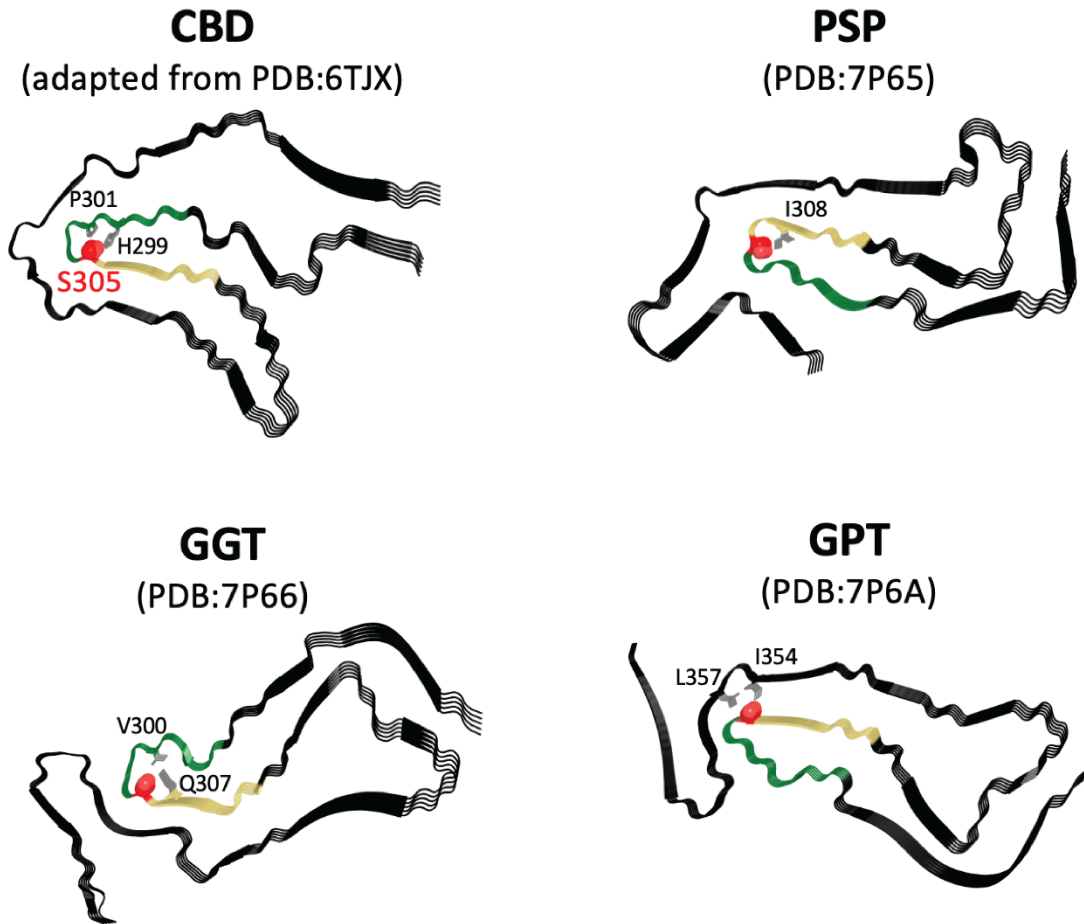 CBD
(adapted from PDB:6TJX)
P301
H299
S305
PSP
(PDB:7P65)
I308
GGT
(PDB:7P66)
V300
Q307
GPT
(PDB:7P6A)
I354
L357